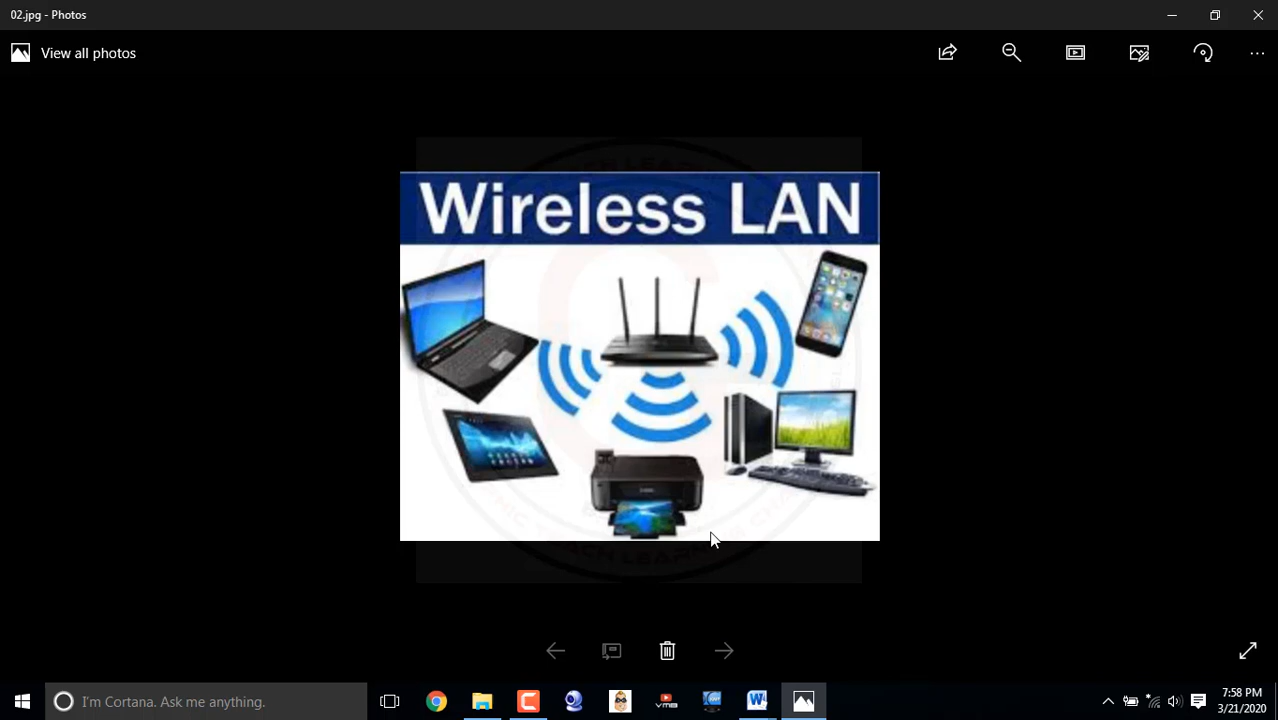 02.jpg - Photos
View all photos
Wireless LAN
I'm Cortana. Ask me anything.
7:58 PM
3/21/2020